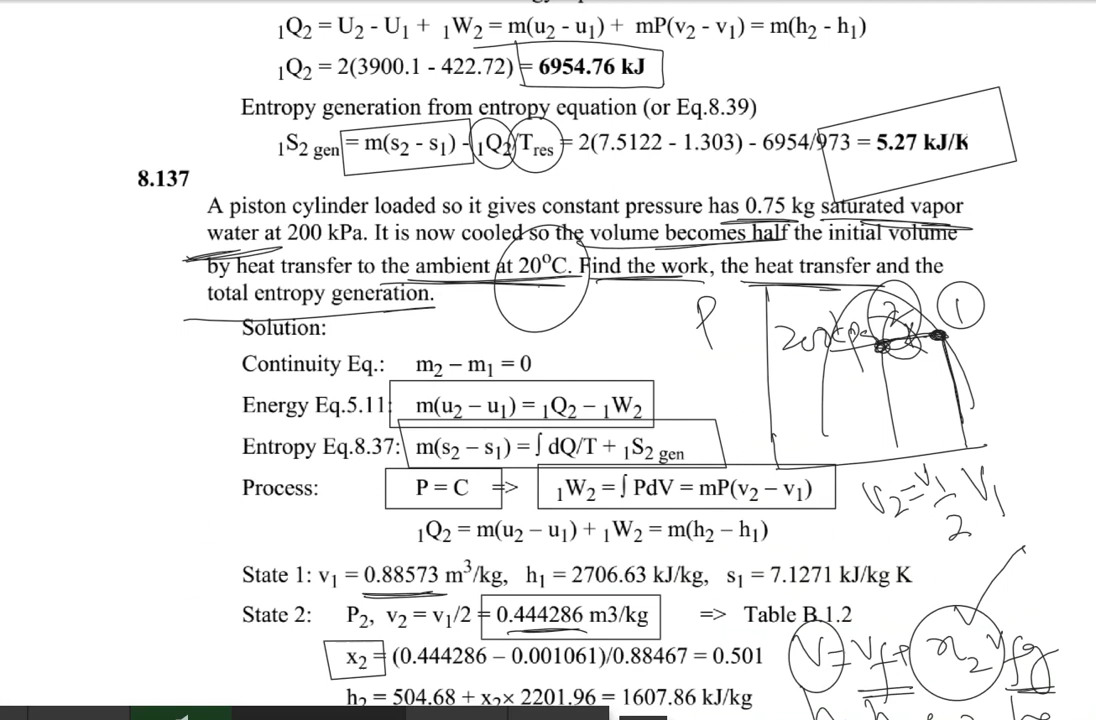 ₁Q₂ = U₂ - U₁ + ₁W₂ = m(u₂ - u₁) + mP(v₂ - v₁) = m(h₂ - h₁)
₁Q₂ = 2(3900.1 - 422.72) = 6954.76 kJ
Entropy generation from entropy equation (or Eq.8.39)
₁S₂ gen = m(s₂ - s₁) - ₁Q₂/T_res = 2(7.5122 - 1.303) - 6954/973 = 5.27 kJ/K
8.137
A piston cylinder loaded so it gives constant pressure has 0.75 kg saturated vapor
water at 200 kPa. It is now cooled so the volume becomes half the initial volume
by heat transfer to the ambient at 20°C. Find the work, the heat transfer and the
total entropy generation.
P
1
2
200 kPa
Solution:
Continuity Eq.: m₂ − m₁ = 0
Energy Eq.5.11: m(u₂ − u₁) = ₁Q₂ − ₁W₂
Entropy Eq.8.37: m(s₂ − s₁) = ∫ dQ/T + ₁S₂ gen
Process: P = C => ₁W₂ = ∫ PdV = mP(v₂ − v₁)
V₂ = V₁/2 V₁
₁Q₂ = m(u₂ − u₁) + ₁W₂ = m(h₂ − h₁)
State 1: v₁ = 0.88573 m³/kg, h₁ = 2706.63 kJ/kg, s₁ = 7.1271 kJ/kg K
State 2: P₂, v₂ = v₁/2 = 0.444286 m3/kg => Table B.1.2
x₂ = (0.444286 – 0.001061)/0.88467 = 0.501
V = Vf + x₂ Vfg
h₂ = 504.68 + x₂× 2201.96 = 1607.86 kJ/kg